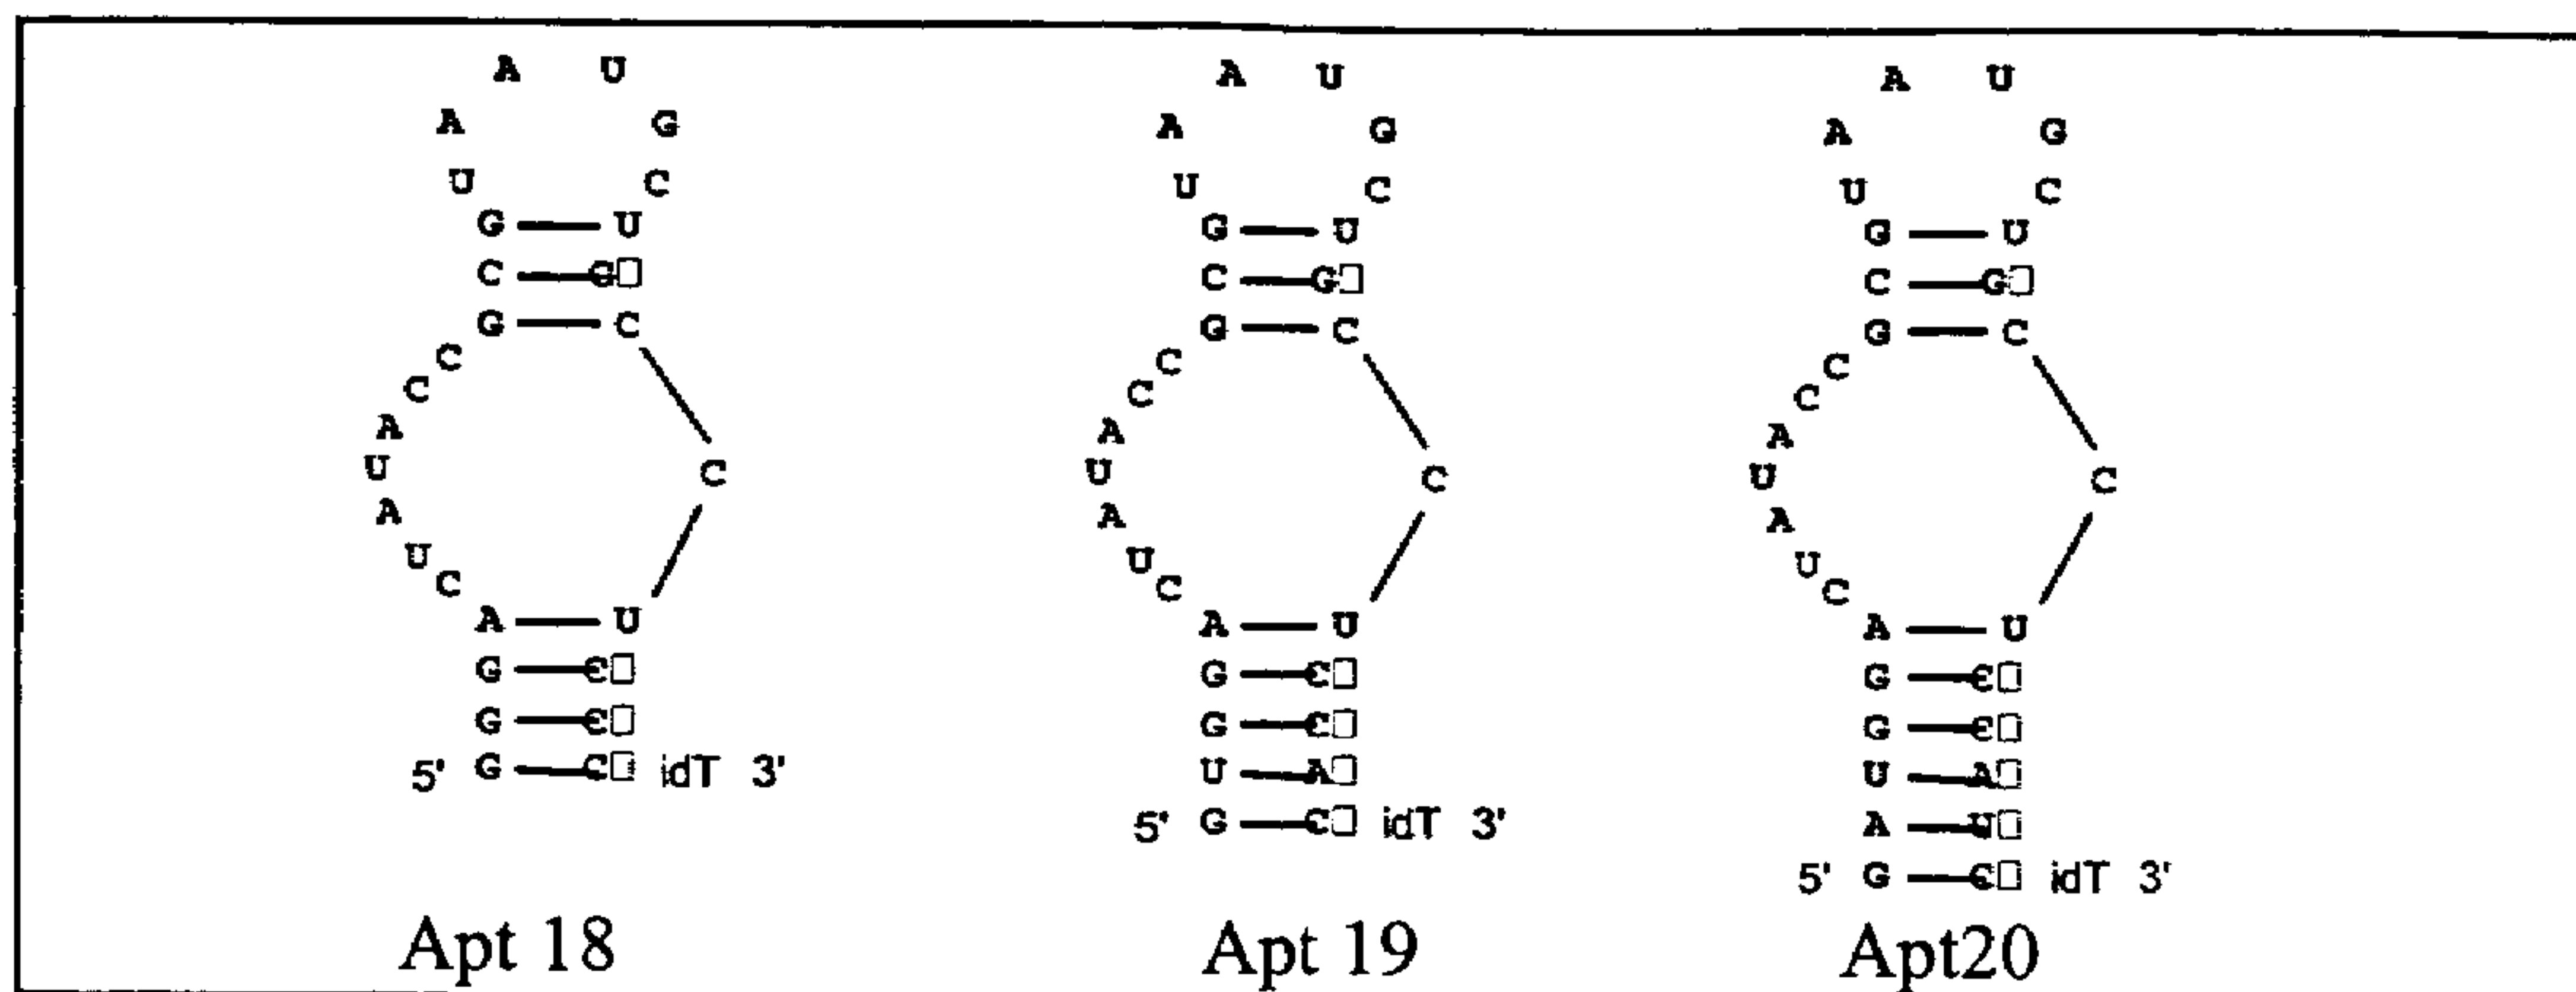 A U
A G
U C
G U
C G□
G C
C
C
A
U C
A
U
C
A U
G C□
G C□
5' G C□ idT 3'
Apt 18
A U
A G
U C
G U
C G□
G C
C
C
A
U C
A
U
C
A U
G C□
G C□
U A□
5' G C□ idT 3'
Apt 19
A U
A G
U C
G U
C G□
G C
C
C
A
U C
A
U
C
A U
G C□
G C□
U A□
A U□
5' G C□ idT 3'
Apt20